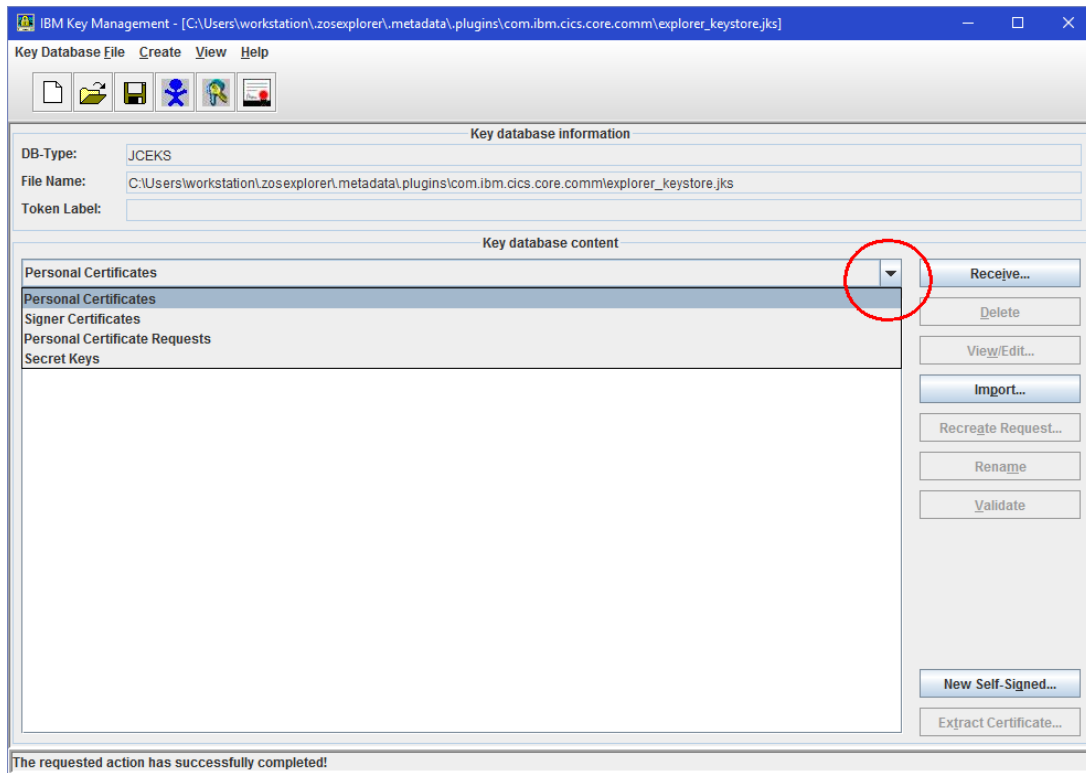 IBM Key Management - [C:\Users\workstation\.zosexplorer\.metadata\.plugins\com.ibm.cics.core.comm\explorer_keystore.jks]
Key Database File Create View Help
Key database information
DB-Type: JCEKS
File Name: C:\Users\workstation\.zosexplorer\.metadata\.plugins\com.ibm.cics.core.comm\explorer_keystore.jks
Token Label:
Key database content
Personal Certificates
Receive...
Personal Certificates
Signer Certificates
Personal Certificate Requests
Secret Keys
Delete
View/Edit...
Import...
Recreate Request...
Rename
Validate
New Self-Signed...
Extract Certificate...
The requested action has successfully completed!